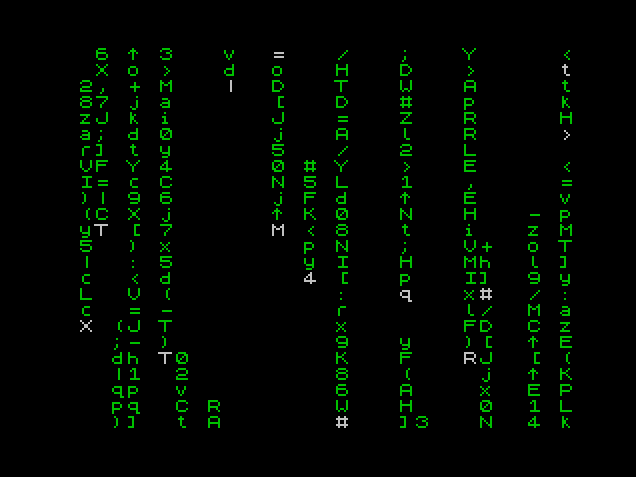 6 ↑ 3 v = / ; Y <
X o > d o H D > t
2 , + M l D T W A t
8 7 j a [ D # p k
z J k i J = Z R H
a ; d 0 j A l R >
r ] t y 5 / 2 L
V F Y 4 0 # Y > E <
I = c C N 5 L 1 , =
) l 9 6 j F d ↑ E v
( C X j ↑ K 0 N H - p
y T [ 7 M < 8 t i z M
5 ) x p N ; V + o T
l : 5 y I H M h l ]
c < d 4 [ p I ] 9 y
L V ( : q x # / :
c = - r l / M a
X ( J T x F D C z
; - ) 9 y ) [ ↑ E
d h T 0 K F R J [ (
l 1 2 8 ( j ↑ K
q p v 6 A x E P
p q C R W H 0 1 L
) ] t A # ] 3 N 4 k